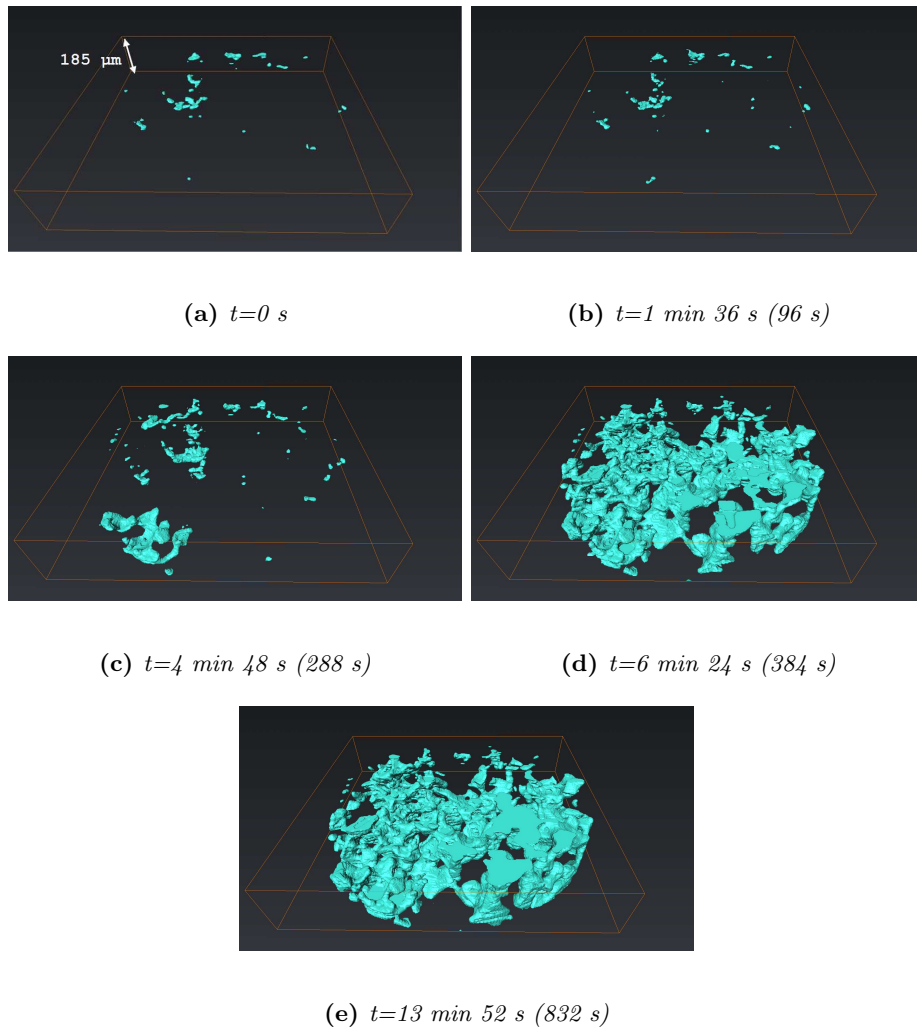 185 µm
(a) t=0 s
(b) t=1 min 36 s (96 s)
(c) t=4 min 48 s (288 s)
(d) t=6 min 24 s (384 s)
(e) t=13 min 52 s (832 s)